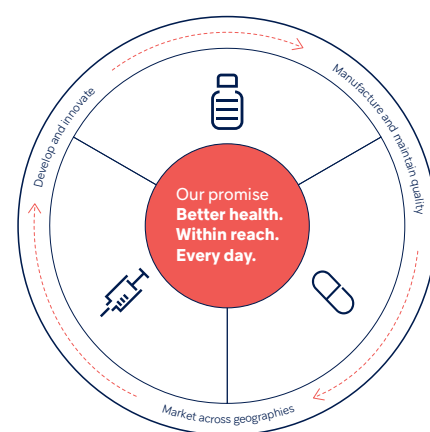 Develop and innovate
Manufacture and maintain quality
Our promise
Better health.
Within reach.
Every day.
Market across geographies